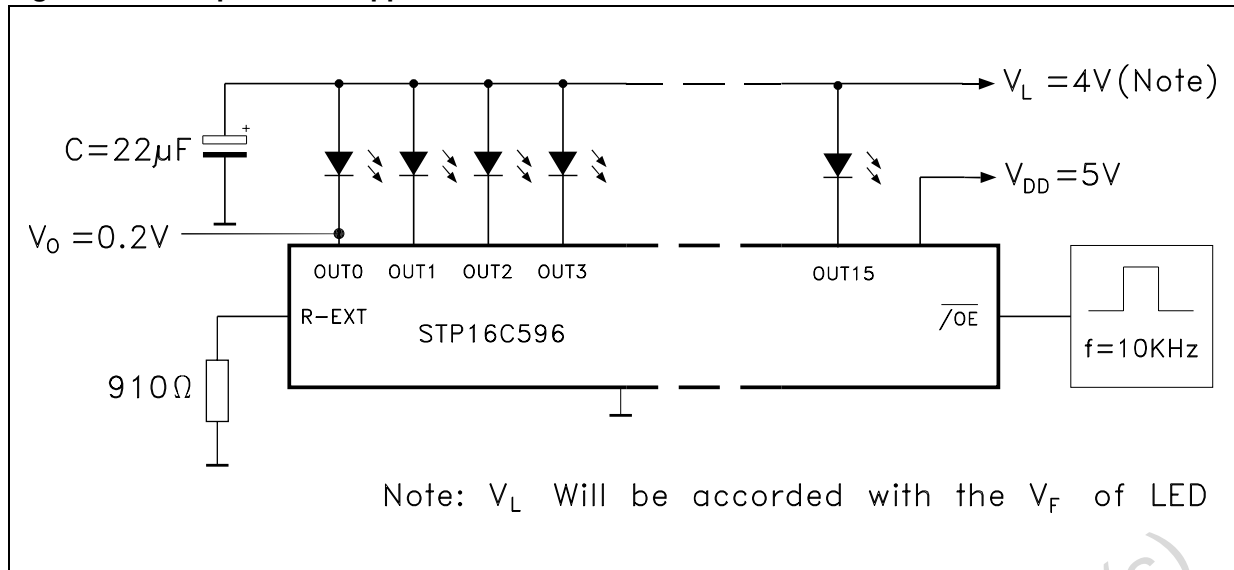 V_L =4V(Note)
C=22µF
+
V_DD =5V
V_O =0.2V
OUT0 OUT1 OUT2 OUT3 OUT15
R-EXT
/OE
STP16C596
f=10KHz
910Ω
Note: V_L Will be accorded with the V_F of LED